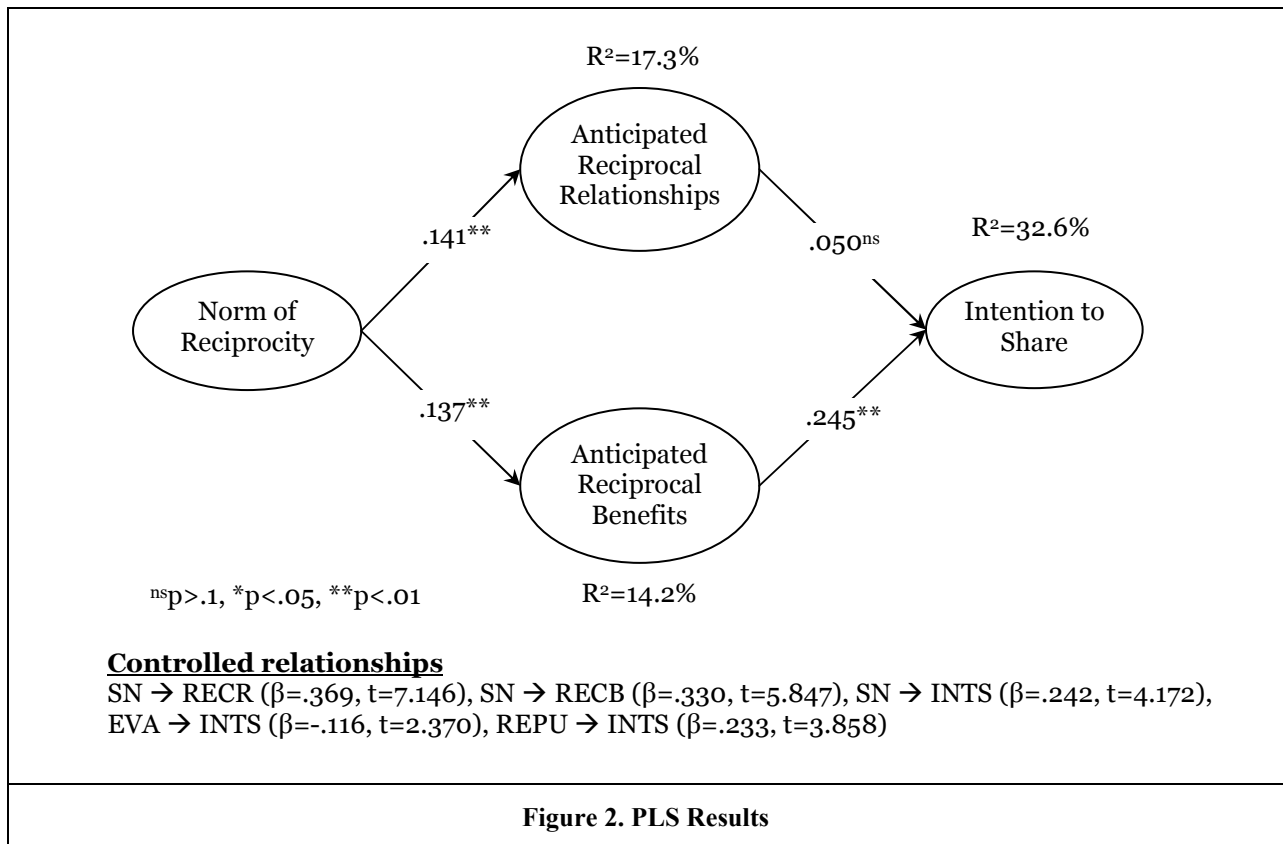 R²=17.3%
Anticipated
Reciprocal
Relationships
.141**
.050ⁿˢ
R²=32.6%
Norm of
Reciprocity
Intention to
Share
.137**
.245**
Anticipated
Reciprocal
Benefits
ⁿˢp>.1, *p<.05, **p<.01
R²=14.2%
Controlled relationships
SN → RECR (β=.369, t=7.146), SN → RECB (β=.330, t=5.847), SN → INTS (β=.242, t=4.172),
EVA → INTS (β=-.116, t=2.370), REPU → INTS (β=.233, t=3.858)
Figure 2. PLS Results